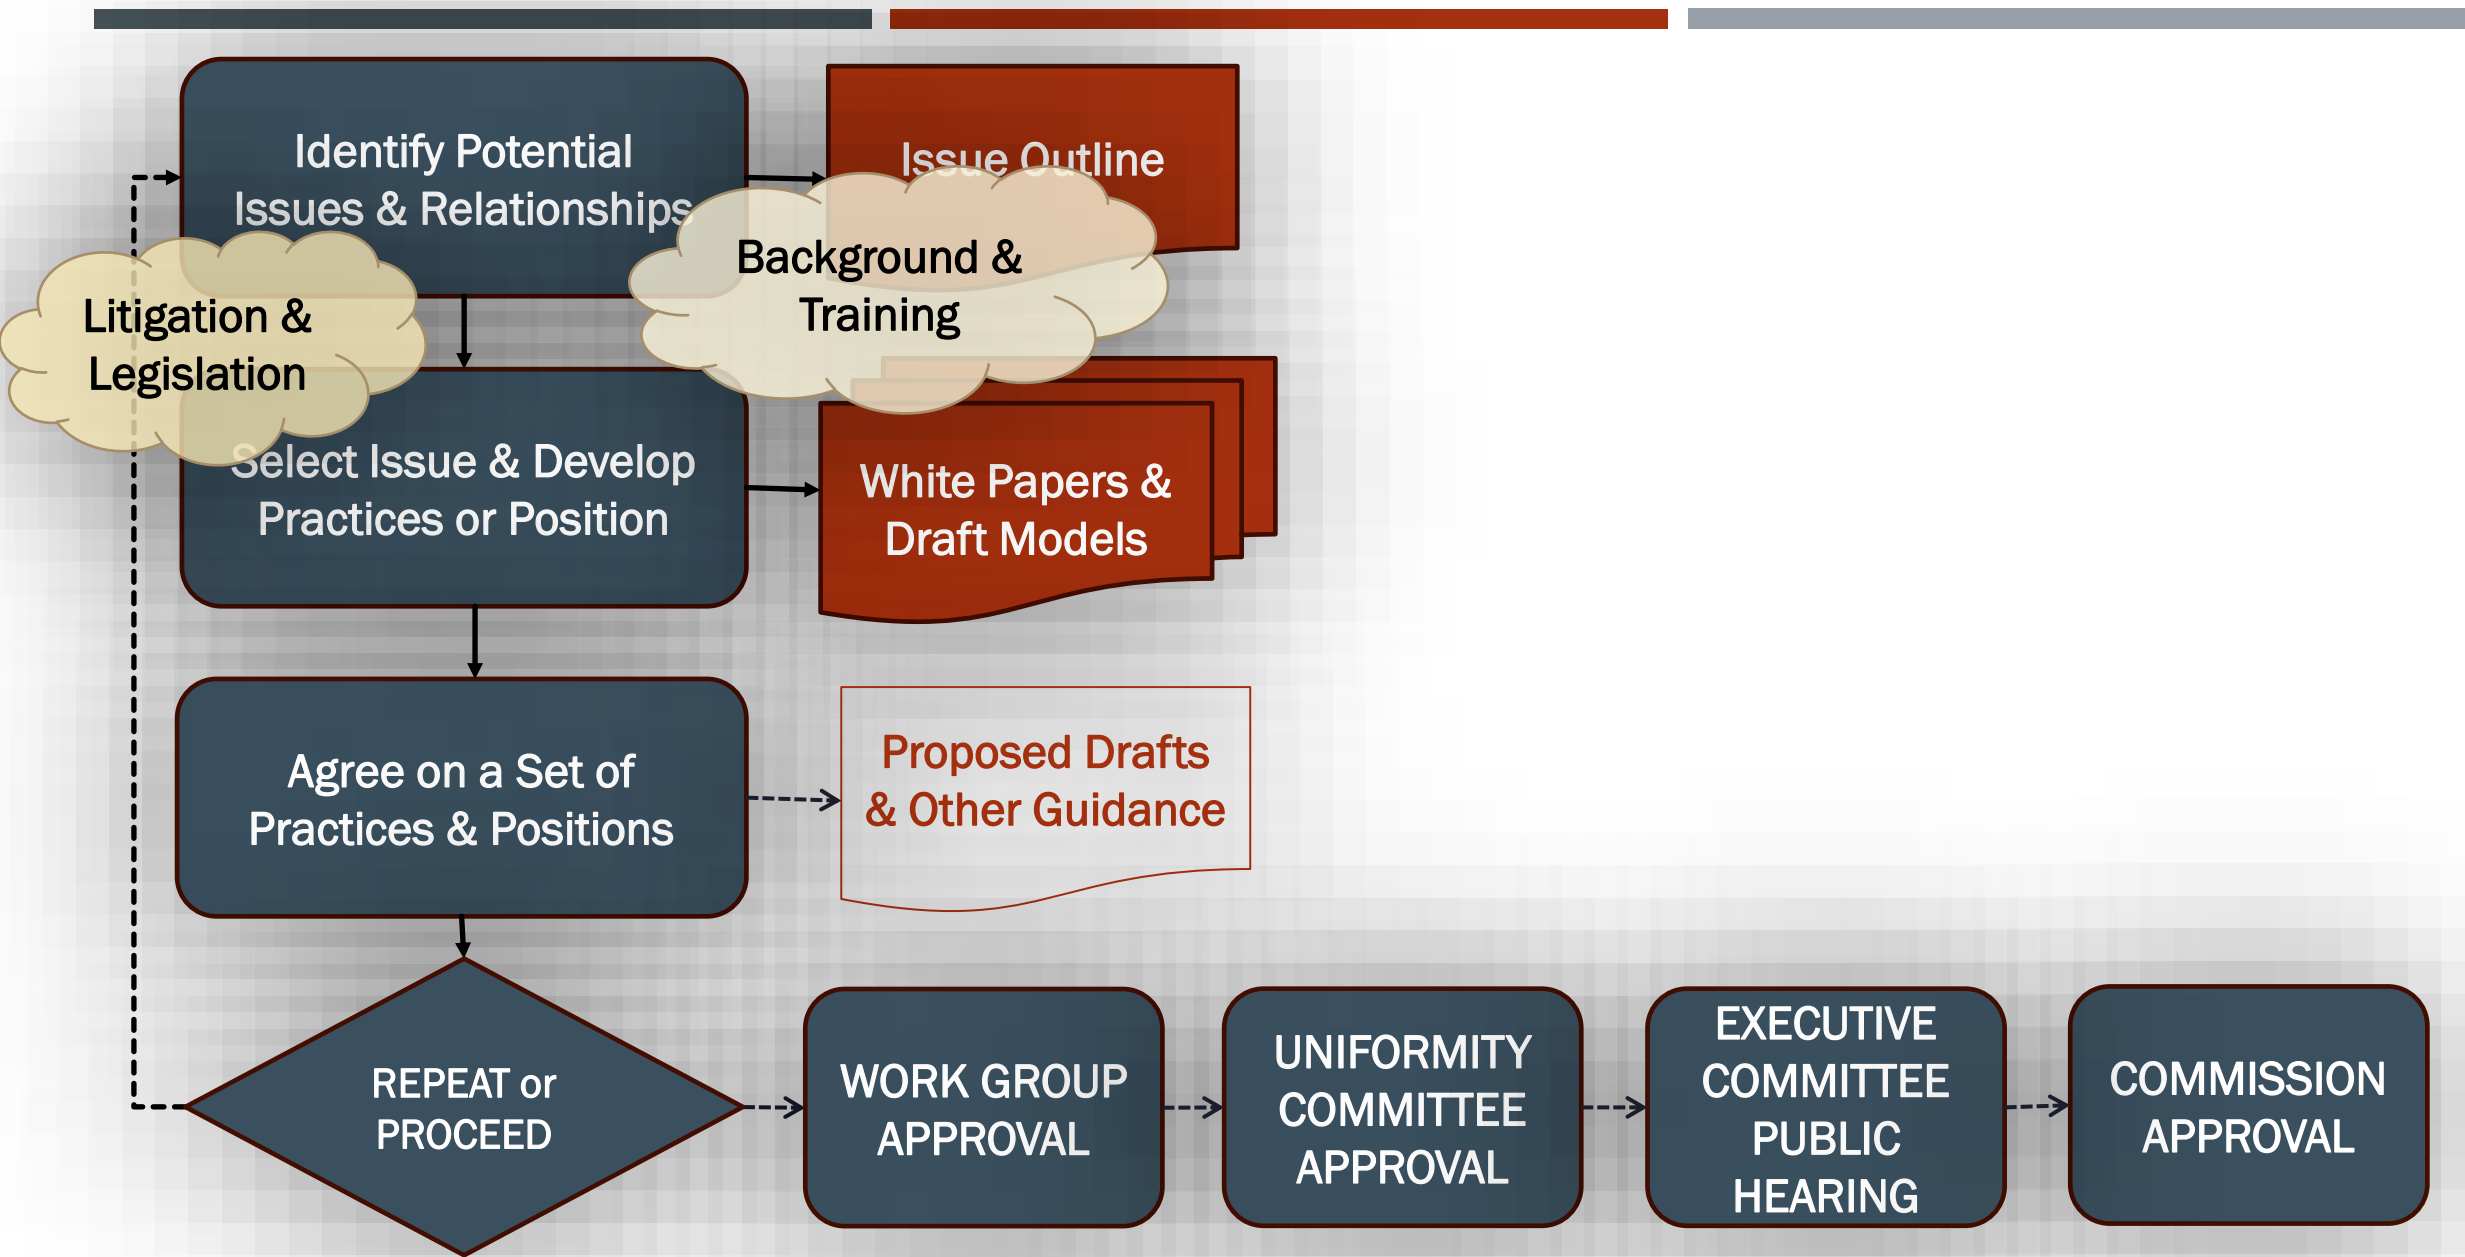 Identify Potential
Issues & Relationships
Issue Outline
Background &
Training
Litigation &
Legislation
Select Issue & Develop
Practices or Position
White Papers &
Draft Models
Agree on a Set of
Practices & Positions
Proposed Drafts
& Other Guidance
REPEAT or
PROCEED
WORK GROUP
APPROVAL
UNIFORMITY
COMMITTEE
APPROVAL
EXECUTIVE
COMMITTEE
PUBLIC
HEARING
COMMISSION
APPROVAL